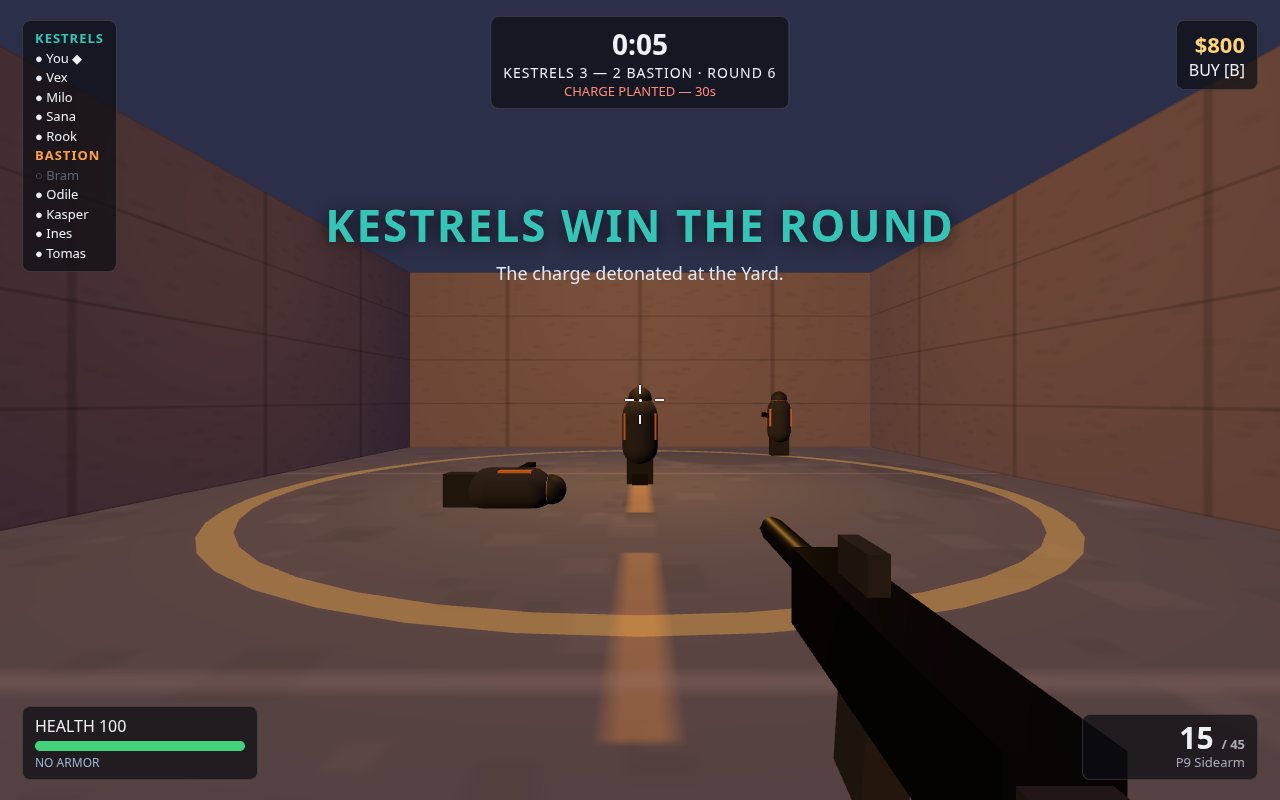 KESTRELS
You ◆
Vex
Milo
Sana
Rook
BASTION
Bram
Odile
Kasper
Ines
Tomas
0:05
KESTRELS 3 — 2 BASTION · ROUND 6
CHARGE PLANTED — 30s
$800
BUY [B]
KESTRELS WIN THE ROUND
The charge detonated at the Yard.
HEALTH 100
NO ARMOR
15 / 45
P9 Sidearm